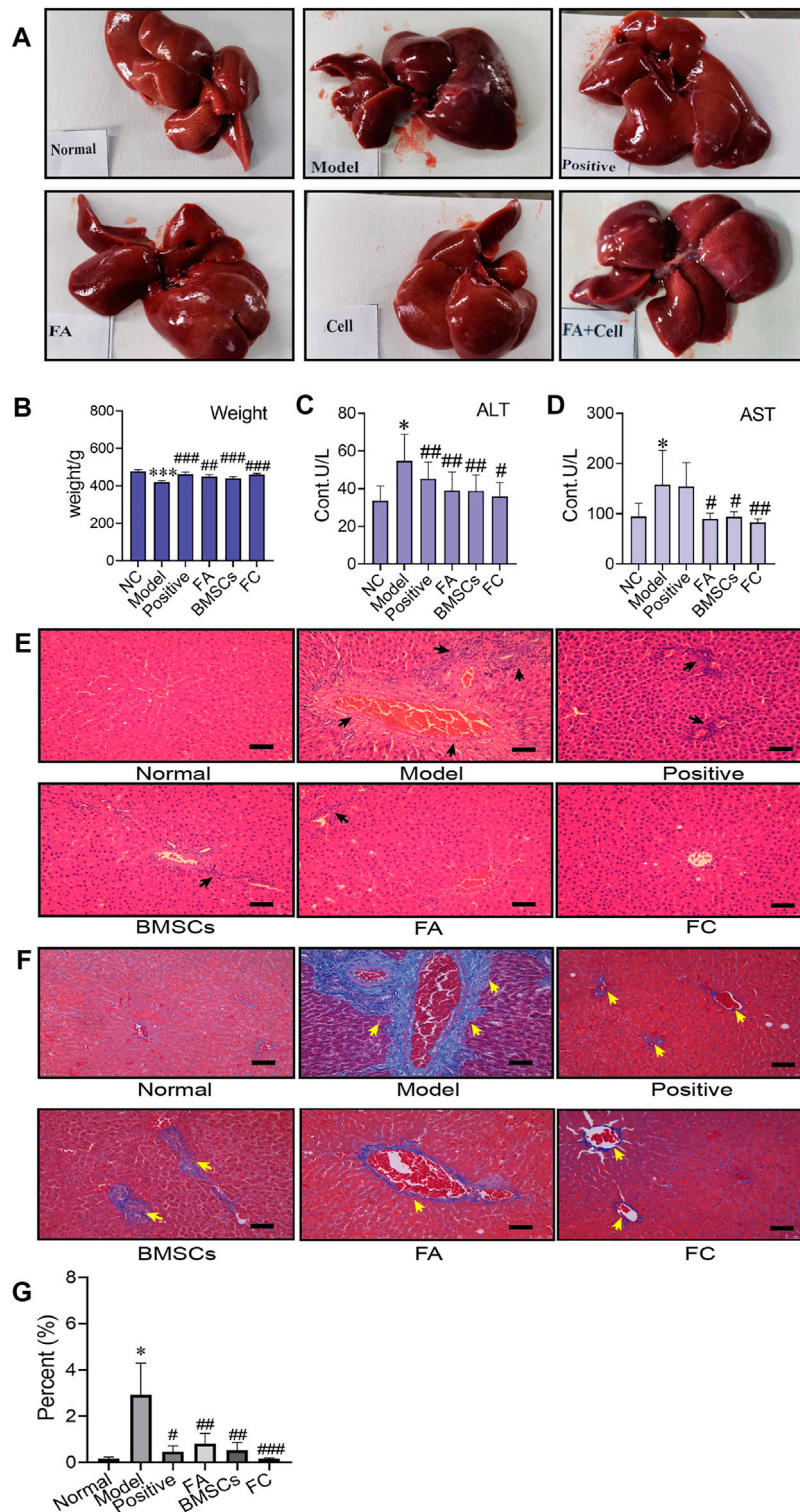 A
Normal
Model
Positive
FA
Cell
FA+Cell
B
Weight
weight/g
800
600
400
200
0
***
###
##
###
###
NC
Model
Positive
FA
BMSCs
FC
C
ALT
Cont.U/L
80
60
40
20
0
*
##
##
##
#
NC
Model
Positive
FA
BMSCs
FC
D
AST
Cont.U/L
300
200
100
0
*
#
#
##
NC
Model
Positive
FA
BMSCs
FC
E
Normal
Model
Positive
BMSCs
FA
FC
F
Normal
Model
Positive
BMSCs
FA
FC
G
Percent (%)
8
6
4
2
0
*
#
##
##
###
Normal
Model
Positive
FA
BMSCs
FC